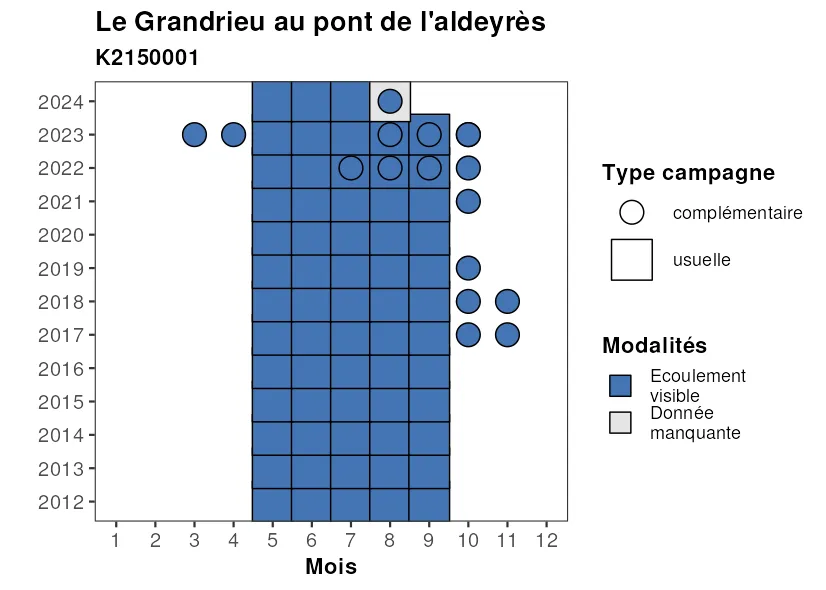 Le Grandrieu au pont de l'aldeyrès
K2150001
2024
2023
2022
2021
2020
2019
2018
2017
2016
2015
2014
2013
2012
1 2 3 4 5 6 7 8 9 10 11 12
Mois
Type campagne
complémentaire
usuelle
Modalités
Ecoulement
visible
Donnée
manquante